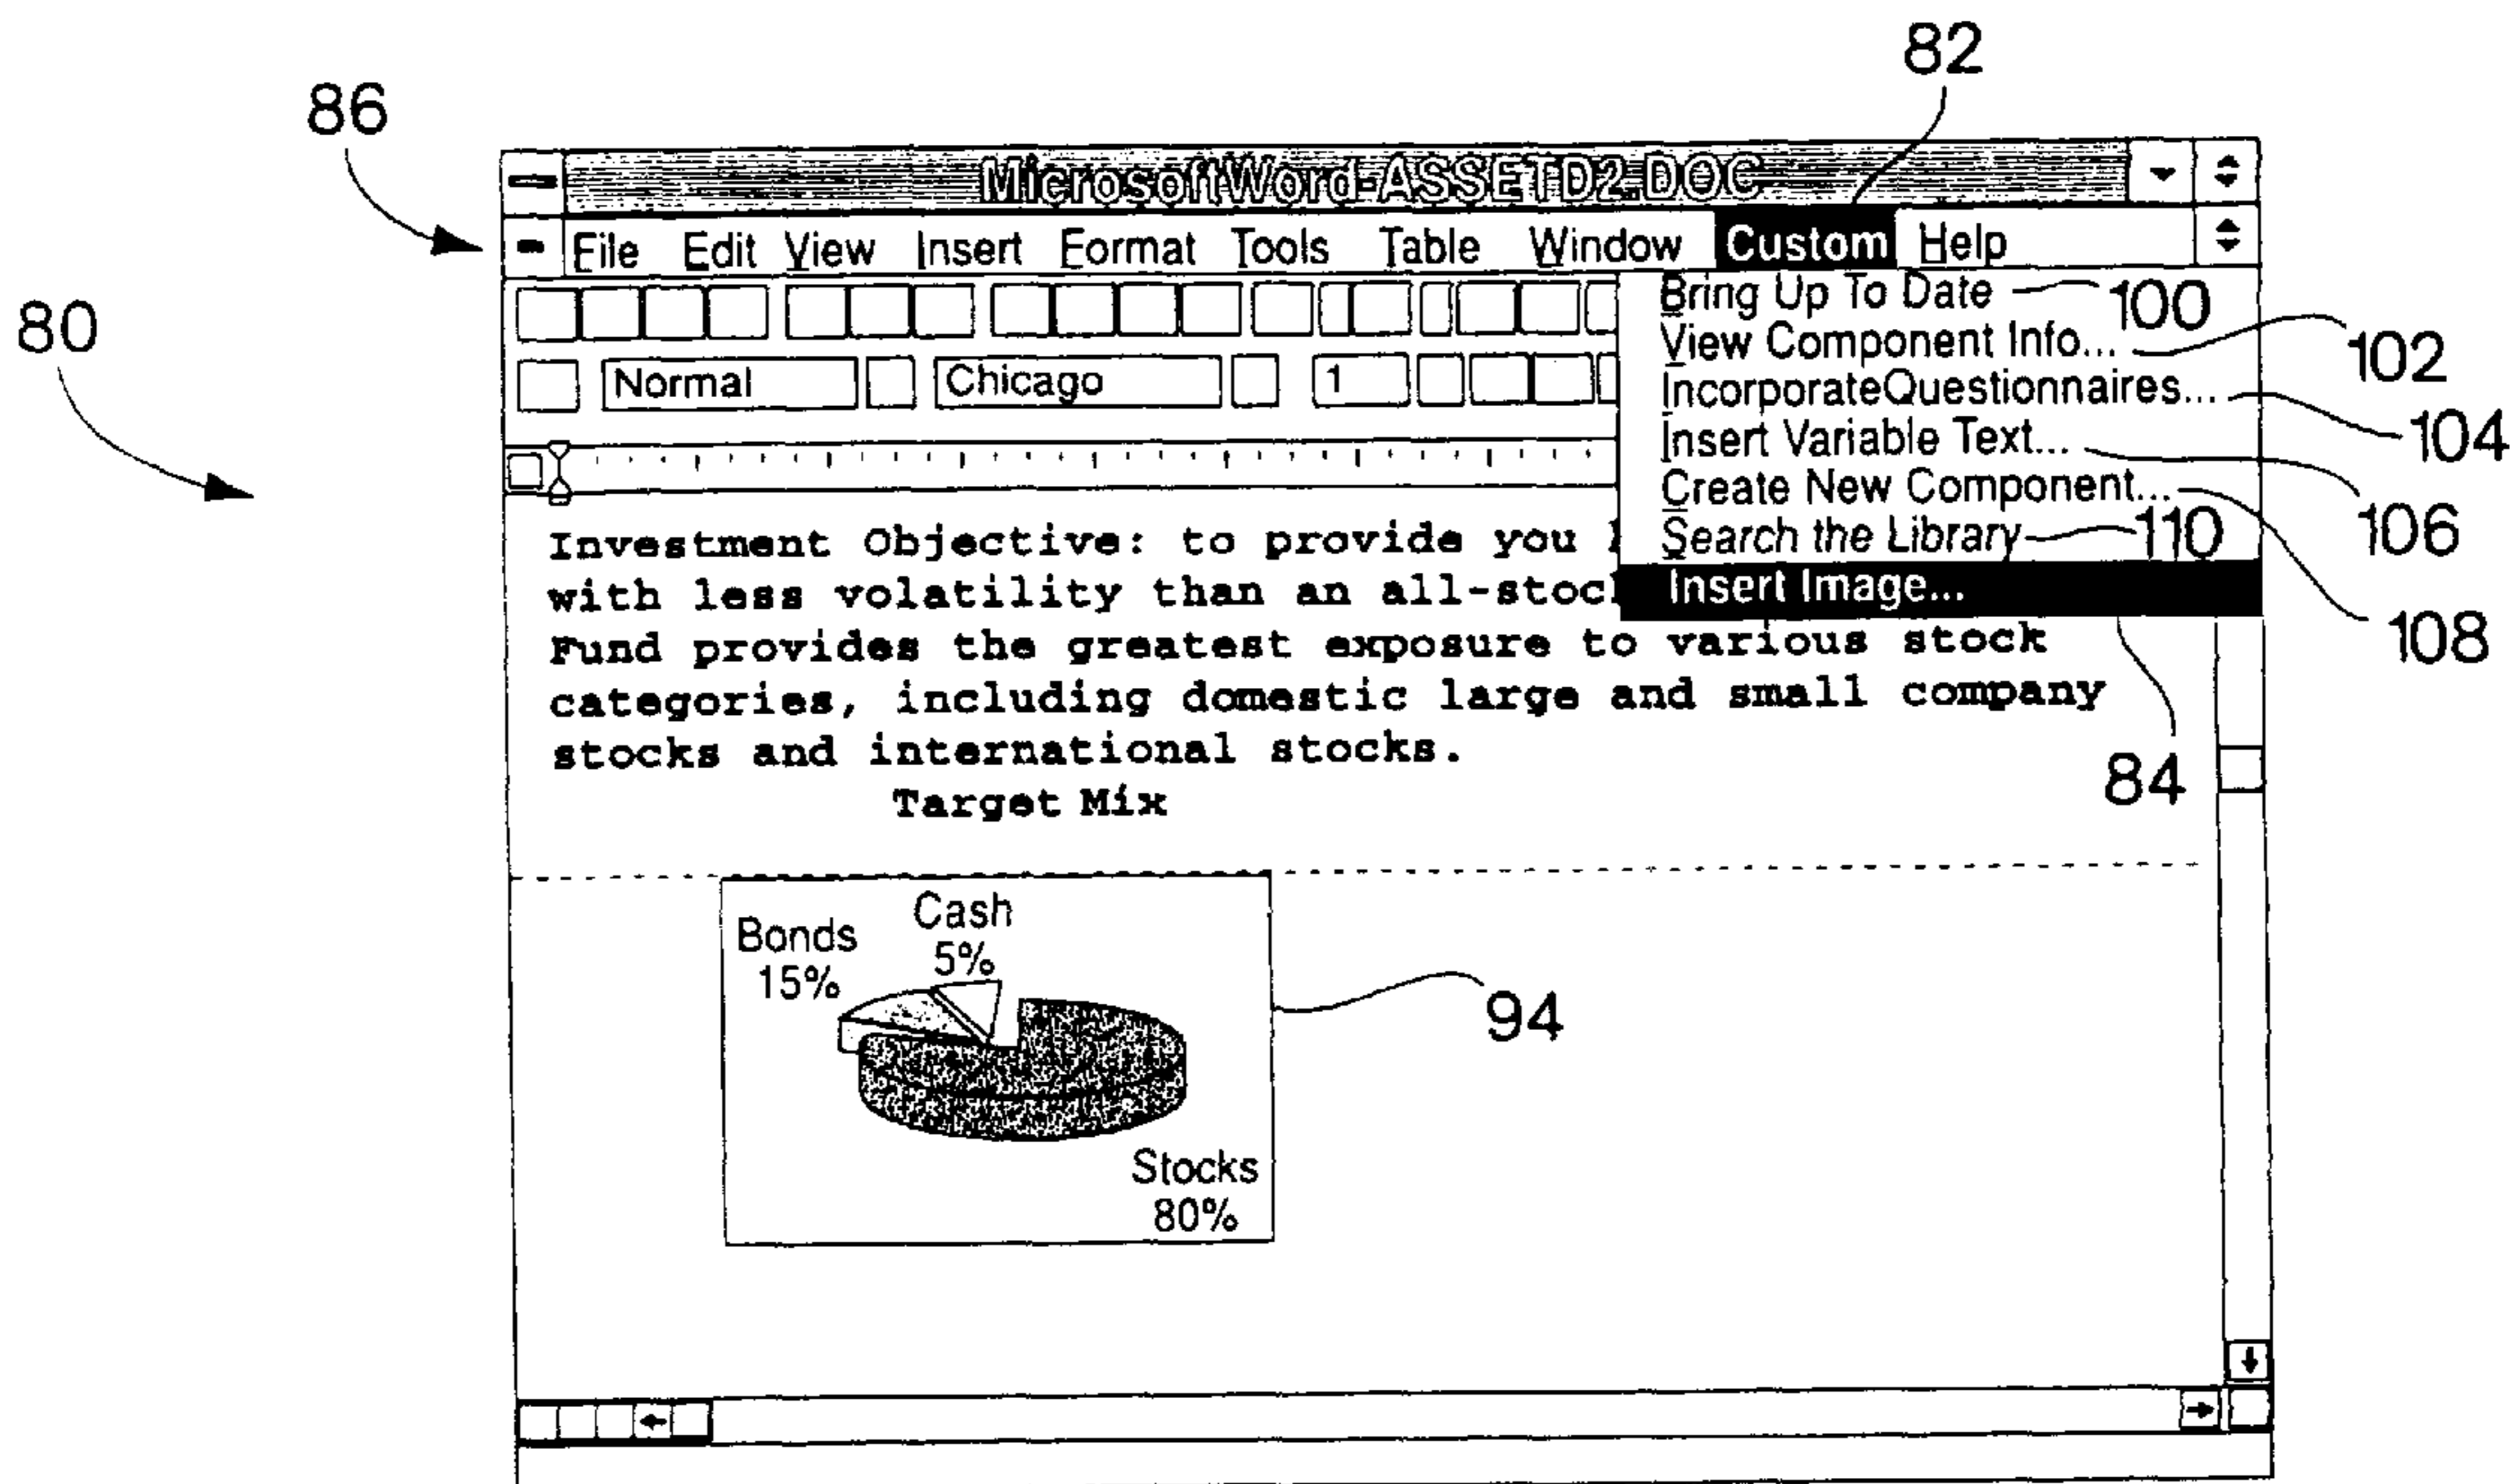 82
86
MicrosoftWord-ASSETD2.DOC
File Edit View Insert Format Tools Table Window Custom Help
80
Bring Up To Date 100
View Component Info... 102
Normal Chicago 1
IncorporateQuestionnaires... 104
Insert Variable Text... 106
Create New Component... 108
Search the Library 110
Insert Image... 84
Investment Objective: to provide you
with less volatility than an all-stoc
Fund provides the greatest exposure to various stock
categories, including domestic large and small company
stocks and international stocks.
Target Mix
Bonds
15%
Cash
5%
94
Stocks
80%